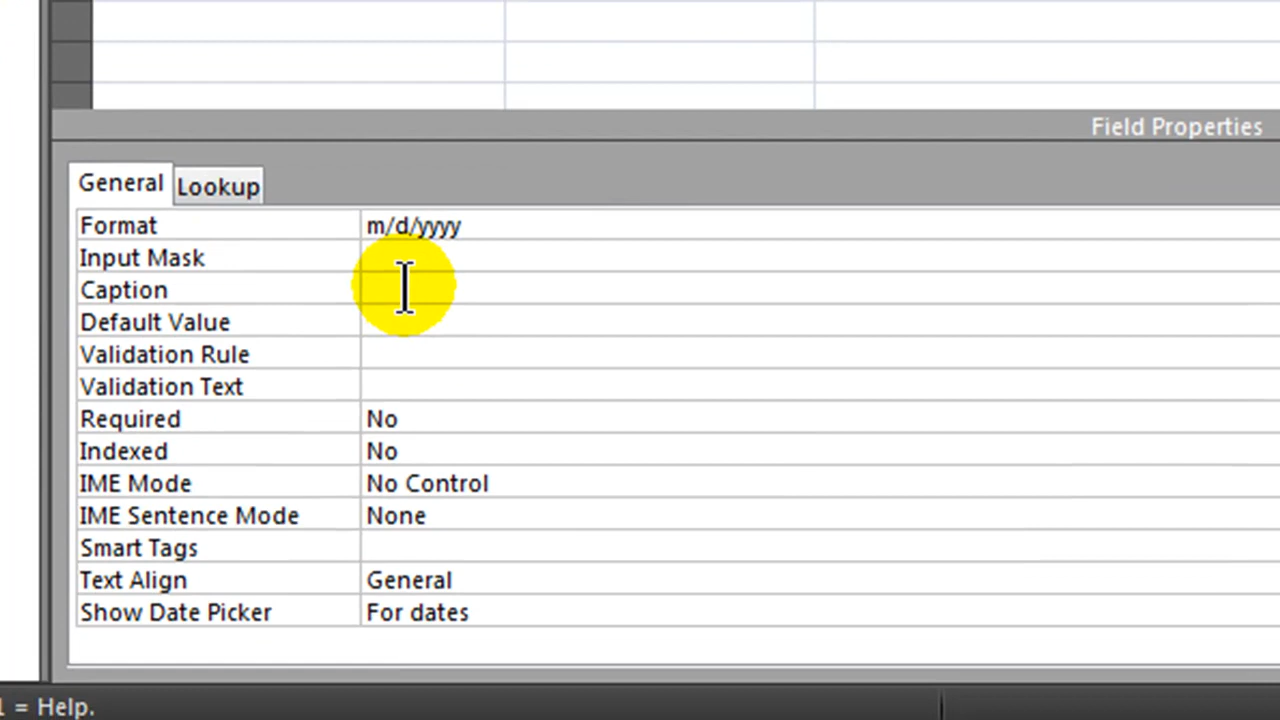 Field Properties
General Lookup
Format m/d/yyyy
Input Mask
Caption
Default Value
Validation Rule
Validation Text
Required No
Indexed No
IME Mode No Control
IME Sentence Mode None
Smart Tags
Text Align General
Show Date Picker For dates
= Help.